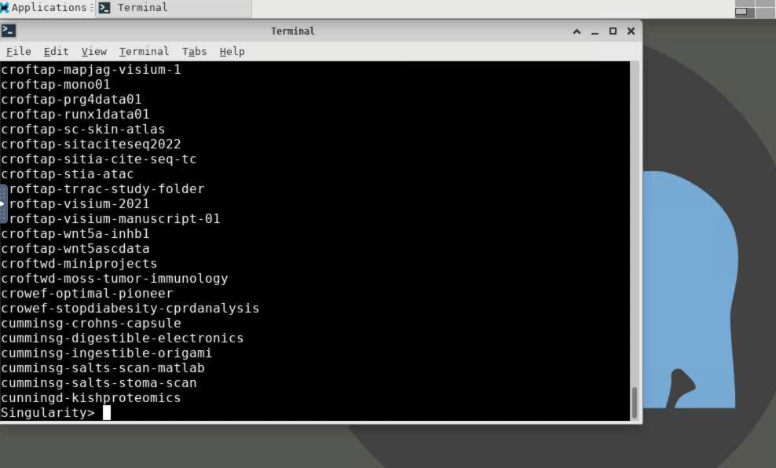 Applications
Terminal
Terminal
File Edit View Terminal Tabs Help
croftap-mapjag-visium-1
croftap-mono01
croftap-prg4data01
croftap-runx1data01
croftap-sc-skin-atlas
croftap-sitaciteseq2022
croftap-sitia-cite-seq-tc
croftap-stia-atac
roftap-trrac-study-folder
roftap-visium-2021
roftap-visium-manuscript-01
croftap-wnt5a-inhb1
croftap-wnt5ascdata
croftwd-miniprojects
croftwd-moss-tumor-immunology
crowef-optimal-pioneer
crowef-stopdiabesity-cprdanalysis
cumminsg-crohns-capsule
cumminsg-digestible-electronics
cumminsg-ingestible-origami
cumminsg-salts-scan-matlab
cumminsg-salts-stoma-scan
cunningd-kishproteomics
Singularity>